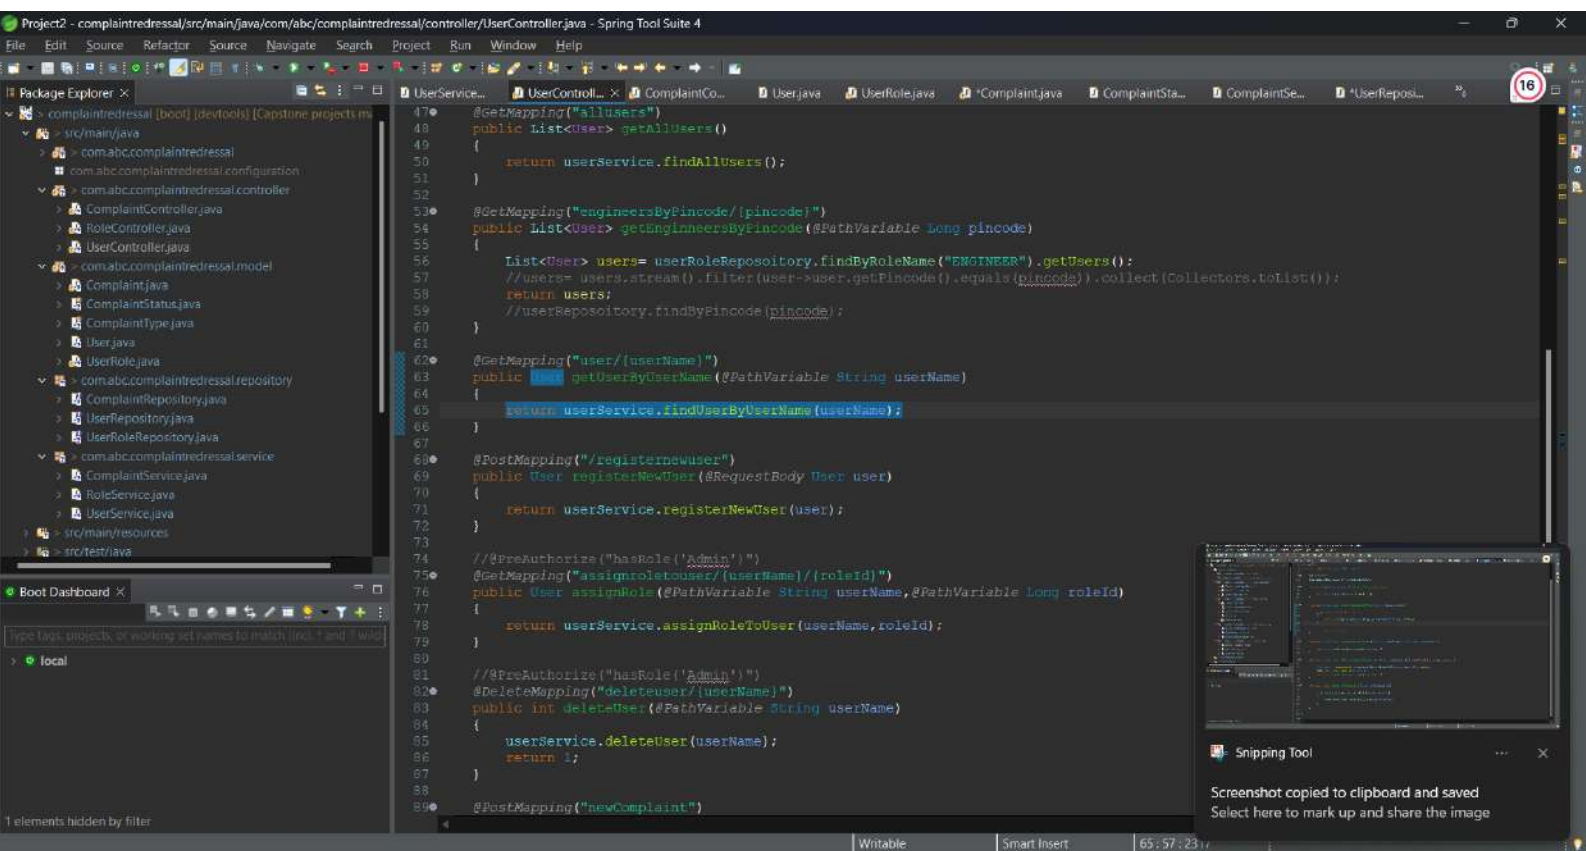 Project2 - complaintredressal/src/main/java/com/abc/complaintredressal/controller/UserController.java - Spring Tool Suite 4
File Edit Source Refactor Source Navigate Search Project Run Window Help
16
Package Explorer
UserService...
UserControll...
ComplaintCo...
User.java
UserRole.java
*Complaint.java
ComplaintSta...
ComplaintSe...
*UserReposi...
> complaintredressal [boot] [devtools] [Capstone projects ma
> src/main/java
> com.abc.complaintredressal
com.abc.complaintredressal.configuration
> com.abc.complaintredressal.controller
> ComplaintController.java
> RoleController.java
> UserController.java
> com.abc.complaintredressal.model
> Complaint.java
> ComplaintStatus.java
> ComplaintType.java
> User.java
> UserRole.java
> com.abc.complaintredressal.repository
> ComplaintRepository.java
> UserRepository.java
> UserRoleRepository.java
> com.abc.complaintredressal.service
> ComplaintService.java
> RoleService.java
> UserService.java
> src/main/resources
> src/test/java
Boot Dashboard
Type tags, projects, or working set names to match (incl. * and ? wild
> local
1 elements hidden by filter
47 @GetMapping("allusers")
48 public List<User> getAllUsers()
49 {
50 return userService.findAllUsers();
51 }
52
53 @GetMapping("engineersByPincode/{pincode}")
54 public List<User> getEnginneersByPincode(@PathVariable Long pincode)
55 {
56 List<User> users= userRoleReposoitory.findByRoleName("ENGINEER").getUsers();
57 //users= users.stream().filter(user->user.getPincode().equals(pincode)).collect(Collectors.toList());
58 return users;
59 //userReposoitory.findByPincode(pincode);
60 }
61
62 @GetMapping("user/{userName}")
63 public User getUserByUserName(@PathVariable String userName)
64 {
65 return userService.findUserByUserName(userName);
66 }
67
68 @PostMapping("/registernewuser")
69 public User registerNewUser(@RequestBody User user)
70 {
71 return userService.registerNewUser(user);
72 }
73
74 //@PreAuthorize("hasRole('Admin')")
75 @GetMapping("assignroletouser/{userName}/{roleId}")
76 public User assignRole(@PathVariable String userName,@PathVariable Long roleId)
77 {
78 return userService.assignRoleToUser(userName,roleId);
79 }
80
81 //@PreAuthorize("hasRole('Admin')")
82 @DeleteMapping("deleteuser/{userName}")
83 public int deleteUser(@PathVariable String userName)
84 {
85 userService.deleteUser(userName);
86 return 1;
87 }
88
89 @PostMapping("newComplaint")
Snipping Tool
Screenshot copied to clipboard and saved
Select here to mark up and share the image
Writable Smart Insert 65 : 57 : 23